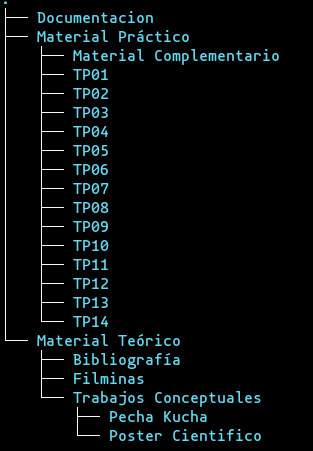 .
Documentacion
Material Práctico
Material Complementario
TP01
TP02
TP03
TP04
TP05
TP06
TP07
TP08
TP09
TP10
TP11
TP12
TP13
TP14
Material Teórico
Bibliografía
Filminas
Trabajos Conceptuales
Pecha Kucha
Poster Cientifico